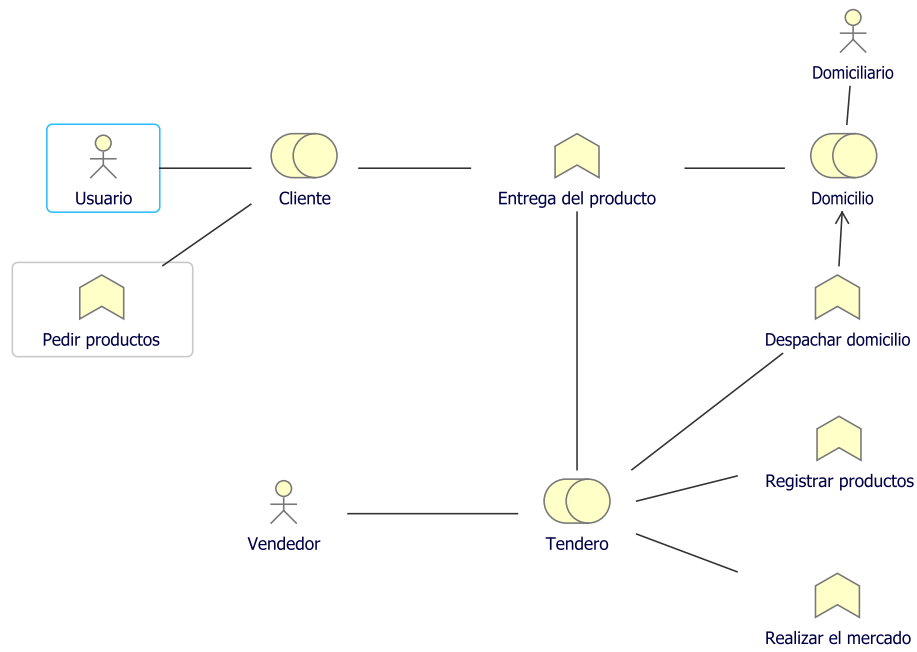 Domiciliario
Usuario
Cliente
Entrega del producto
Domicilio
Pedir productos
Despachar domicilio
Registrar productos
Vendedor
Tendero
Realizar el mercado